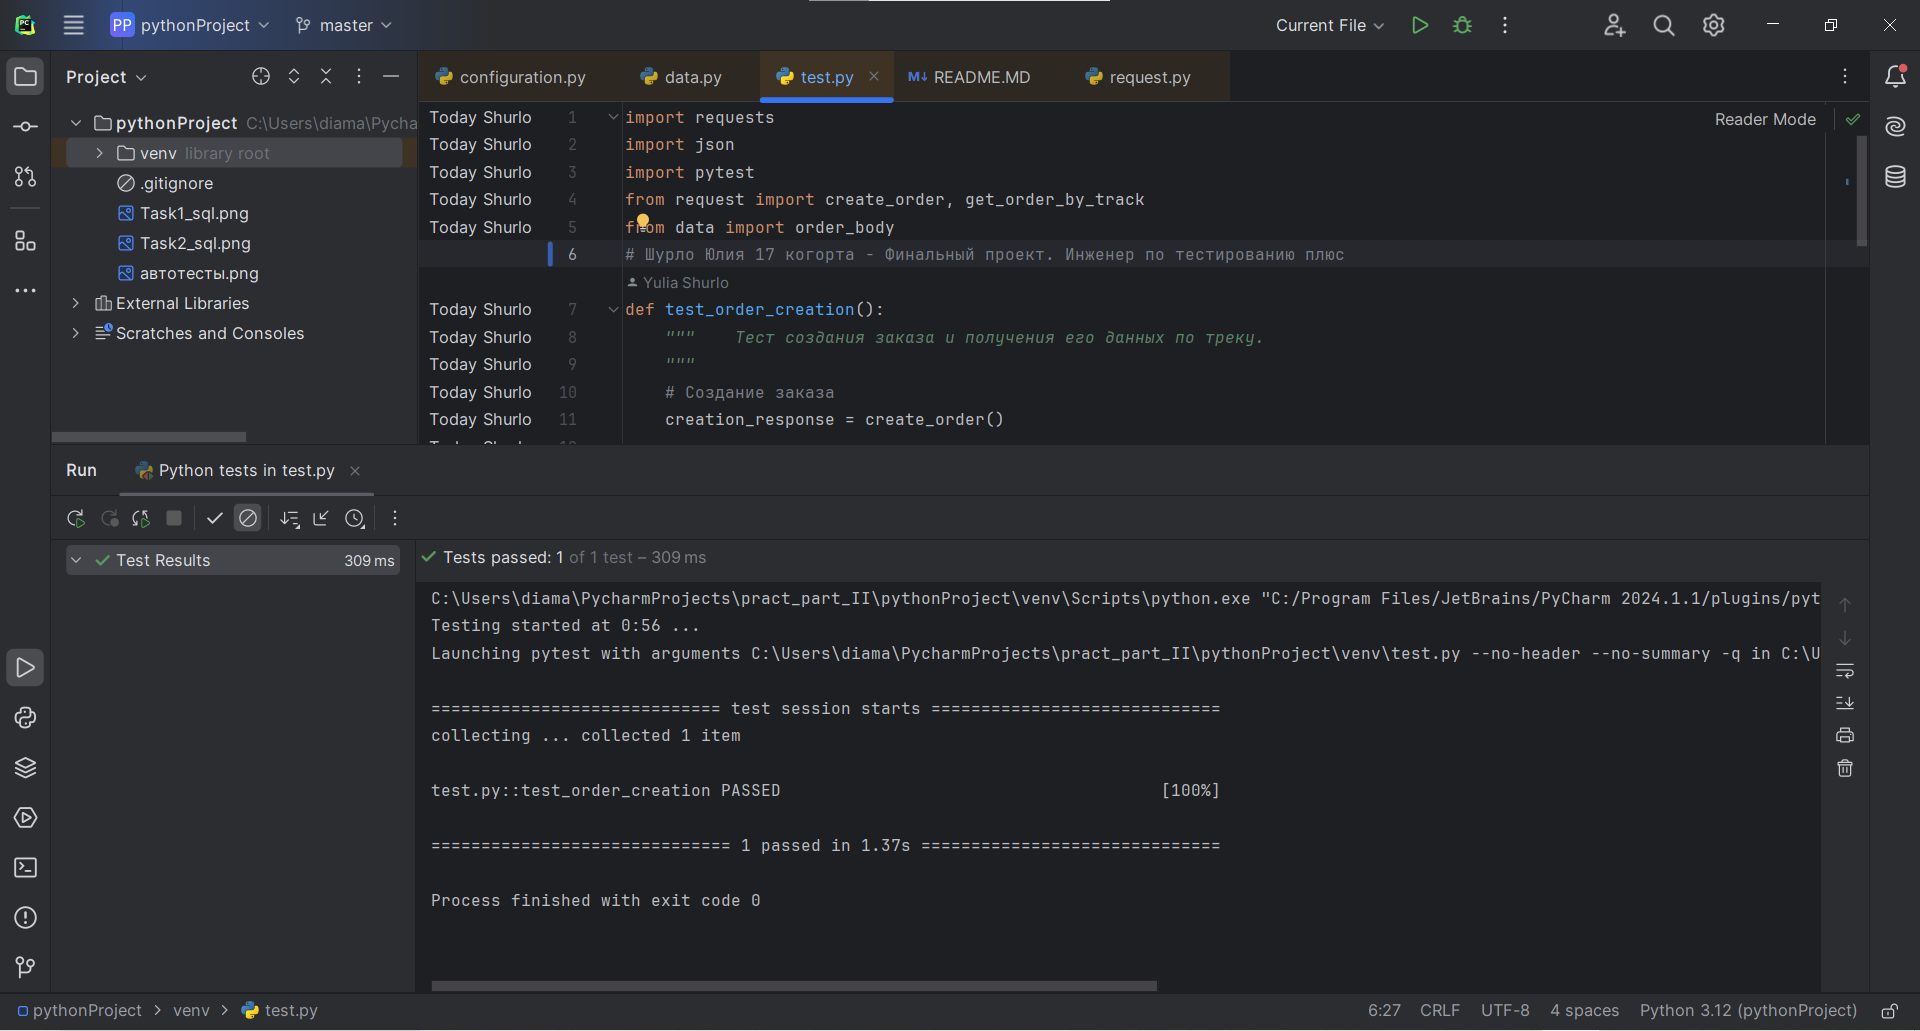 PP pythonProject master Current File
Project
configuration.py data.py test.py README.MD request.py
pythonProject C:\Users\diama\Pycha
venv library root
.gitignore
Task1_sql.png
Task2_sql.png
автотесты.png
External Libraries
Scratches and Consoles
Reader Mode
Today Shurlo 1 import requests
Today Shurlo 2 import json
Today Shurlo 3 import pytest
Today Shurlo 4 from request import create_order, get_order_by_track
Today Shurlo 5 from data import order_body
6 # Шурло Юлия 17 когорта - Финальный проект. Инженер по тестированию плюс
Yulia Shurlo
Today Shurlo 7 def test_order_creation():
Today Shurlo 8 """ Тест создания заказа и получения его данных по треку.
Today Shurlo 9 """
Today Shurlo 10 # Создание заказа
Today Shurlo 11 creation_response = create_order()
Run Python tests in test.py
Test Results 309 ms
Tests passed: 1 of 1 test – 309 ms
C:\Users\diama\PycharmProjects\pract_part_II\pythonProject\venv\Scripts\python.exe "C:/Program Files/JetBrains/PyCharm 2024.1.1/plugins/pyt
Testing started at 0:56 ...
Launching pytest with arguments C:\Users\diama\PycharmProjects\pract_part_II\pythonProject\venv\test.py --no-header --no-summary -q in C:\U
============================= test session starts =============================
collecting ... collected 1 item
test.py::test_order_creation PASSED [100%]
============================== 1 passed in 1.37s ==============================
Process finished with exit code 0
pythonProject > venv > test.py 6:27 CRLF UTF-8 4 spaces Python 3.12 (pythonProject)